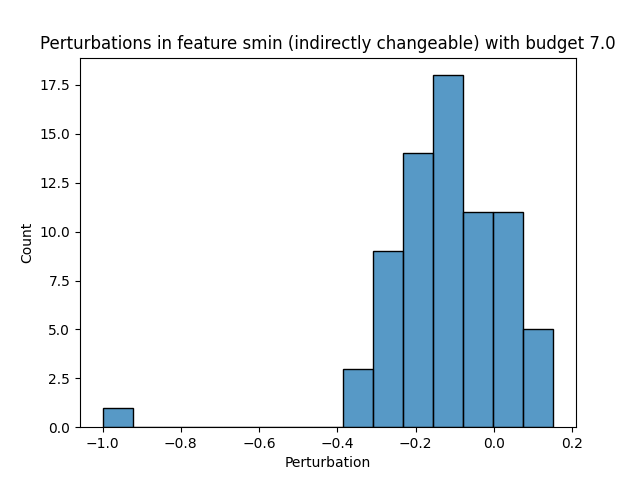 Perturbations in feature smin (indirectly changeable) with budget 7.0
17.5
15.0
12.5
10.0
7.5
5.0
2.5
0.0
Count
−1.0 −0.8 −0.6 −0.4 −0.2 0.0 0.2
Perturbation